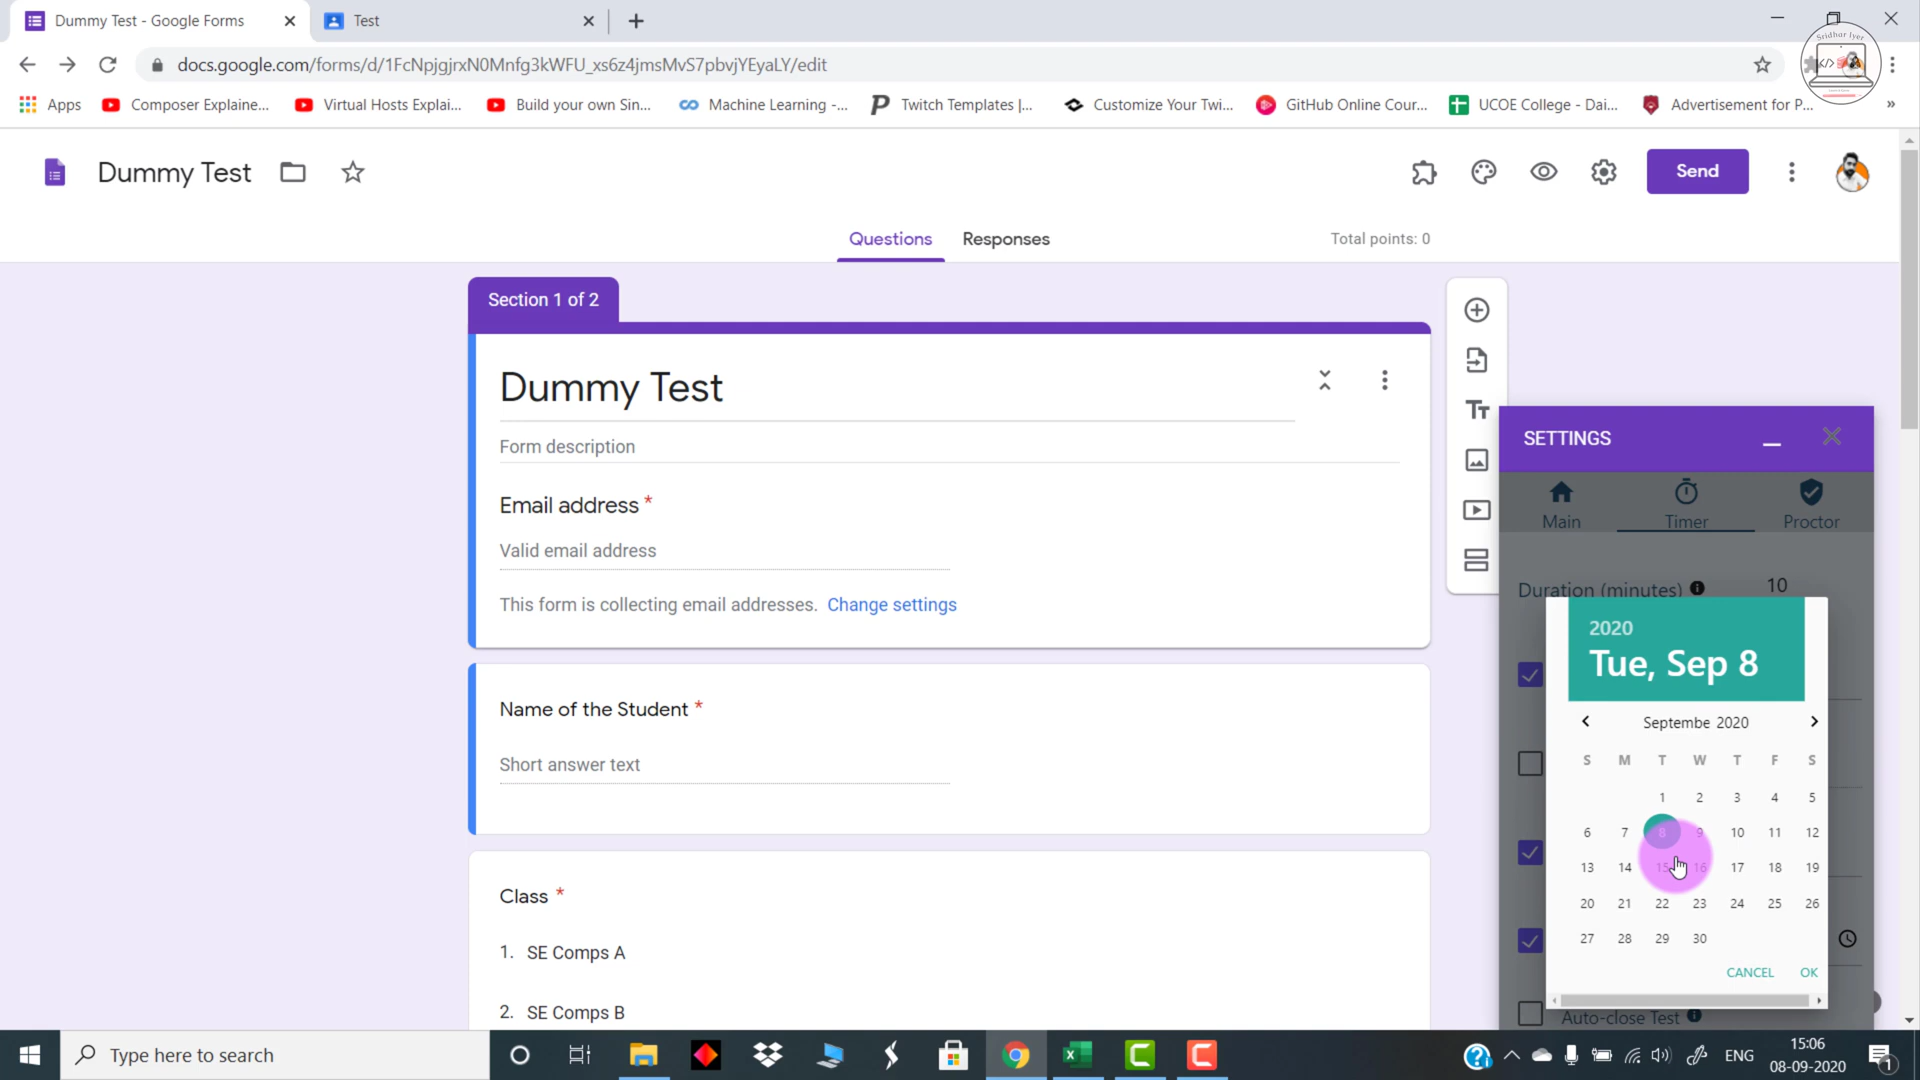 Dummy Test - Google Forms
Test
docs.google.com/forms/d/1FcNpjgjrxN0Mnfg3kWFU_xs6z4jmsMvS7pbvjYEyaLY/edit
Sridhar Iyer
Apps
Composer Explaine...
Virtual Hosts Explai...
Build your own Sin...
Machine Learning -...
Twitch Templates |...
Customize Your Twi...
GitHub Online Cour...
UCOE College - Dai...
Advertisement for P...
Dummy Test
Send
Questions
Responses
Total points: 0
Section 1 of 2
Dummy Test
Form description
Email address *
Valid email address
This form is collecting email addresses. Change settings
Name of the Student *
Short answer text
Class *
1. SE Comps A
2. SE Comps B
SETTINGS
Main
Timer
Proctor
Duration (minutes)
10
2020
Tue, Sep 8
Septembe 2020
S M T W T F S
1 2 3 4 5
6 7 8 9 10 11 12
13 14 15 16 17 18 19
20 21 22 23 24 25 26
27 28 29 30
CANCEL
OK
Auto-close Test
Type here to search
ENG
15:06
08-09-2020
1